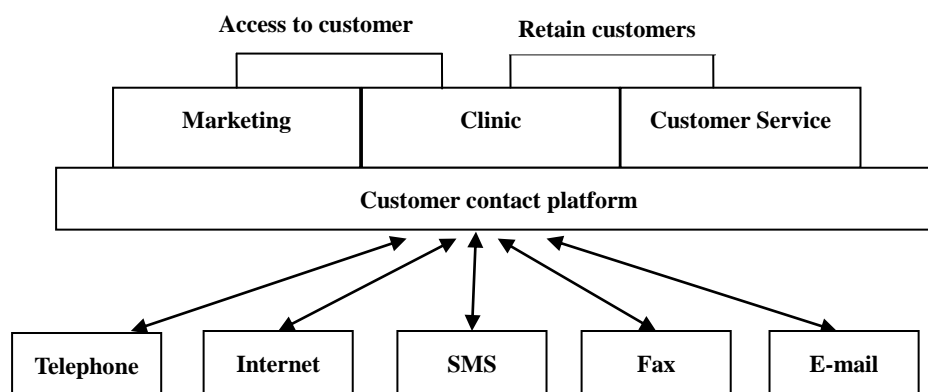 Access to customer
Retain customers
Marketing
Clinic
Customer Service
Customer contact platform
Telephone
Internet
SMS
Fax
E-mail